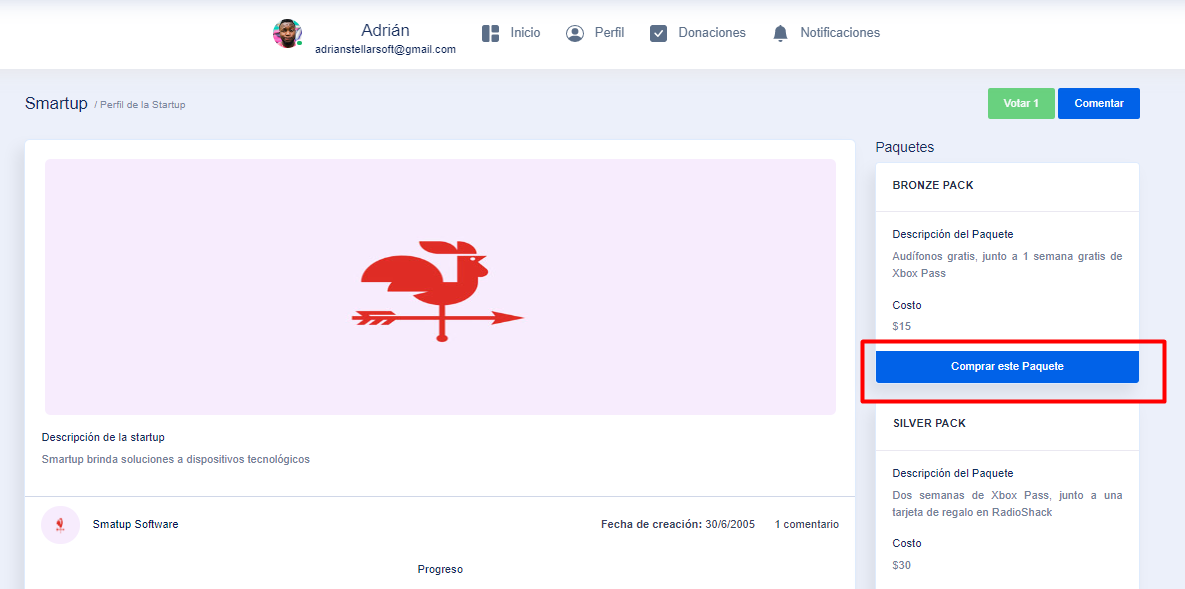 Adrián
adrianstellarsoft@gmail.com
Inicio
Perfil
Donaciones
Notificaciones
Smartup / Perfil de la Startup
Votar 1
Comentar
Descripción de la startup
Smartup brinda soluciones a dispositivos tecnológicos
Smatup Software
Fecha de creación: 30/6/2005
1 comentario
Progreso
Paquetes
BRONZE PACK
Descripción del Paquete
Audífonos gratis, junto a 1 semana gratis de
Xbox Pass
Costo
$15
Comprar este Paquete
SILVER PACK
Descripción del Paquete
Dos semanas de Xbox Pass, junto a una
tarjeta de regalo en RadioShack
Costo
$30